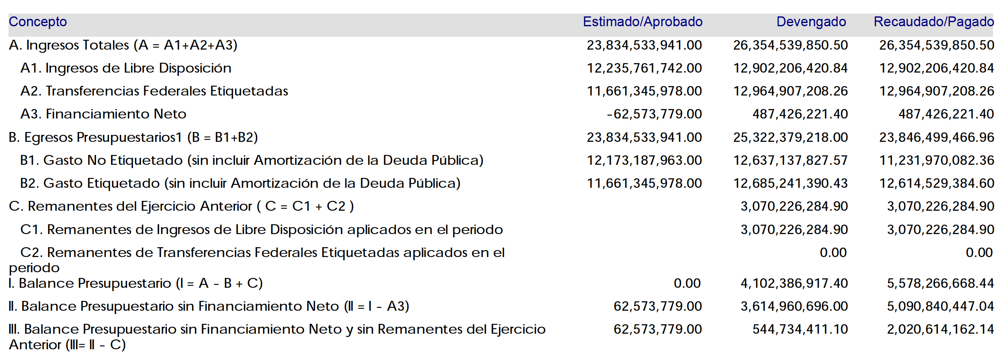 Concepto Estimado/Aprobado Devengado Recaudado/Pagado
A. Ingresos Totales (A = A1+A2+A3) 23,834,533,941.00 26,354,539,850.50 26,354,539,850.50
A1. Ingresos de Libre Disposición 12,235,761,742.00 12,902,206,420.84 12,902,206,420.84
A2. Transferencias Federales Etiquetadas 11,661,345,978.00 12,964,907,208.26 12,964,907,208.26
A3. Financiamiento Neto -62,573,779.00 487,426,221.40 487,426,221.40
B. Egresos Presupuestarios1 (B = B1+B2) 23,834,533,941.00 25,322,379,218.00 23,846,499,466.96
B1. Gasto No Etiquetado (sin incluir Amortización de la Deuda Pública) 12,173,187,963.00 12,637,137,827.57 11,231,970,082.36
B2. Gasto Etiquetado (sin incluir Amortización de la Deuda Pública) 11,661,345,978.00 12,685,241,390.43 12,614,529,384.60
C. Remanentes del Ejercicio Anterior ( C = C1 + C2 ) 3,070,226,284.90 3,070,226,284.90
C1. Remanentes de Ingresos de Libre Disposición aplicados en el periodo 3,070,226,284.90 3,070,226,284.90
C2. Remanentes de Transferencias Federales Etiquetadas aplicados en el 0.00 0.00
periodo
I. Balance Presupuestario (I = A - B + C) 0.00 4,102,386,917.40 5,578,266,668.44
II. Balance Presupuestario sin Financiamiento Neto (II = I - A3) 62,573,779.00 3,614,960,696.00 5,090,840,447.04
III. Balance Presupuestario sin Financiamiento Neto y sin Remanentes del Ejercicio 62,573,779.00 544,734,411.10 2,020,614,162.14
Anterior (III= II - C)